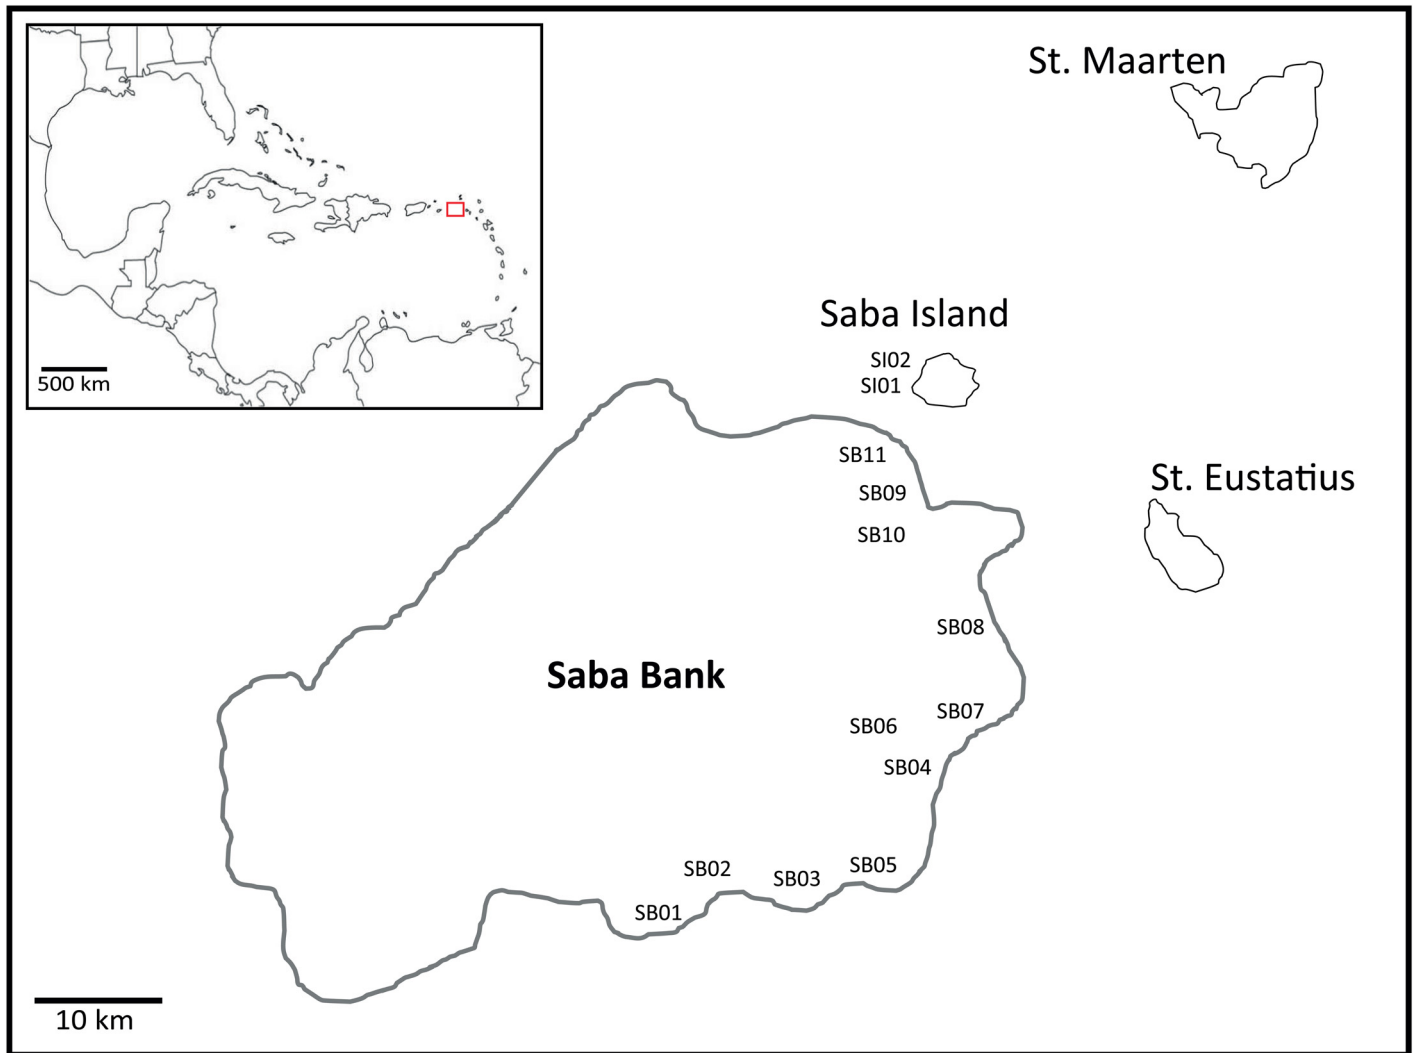 St. Maarten
500 km
Saba Island
SI02
SI01
SB11
St. Eustatius
SB09
SB10
SB08
Saba Bank
SB07
SB06
SB04
SB05
SB02
SB03
SB01
10 km